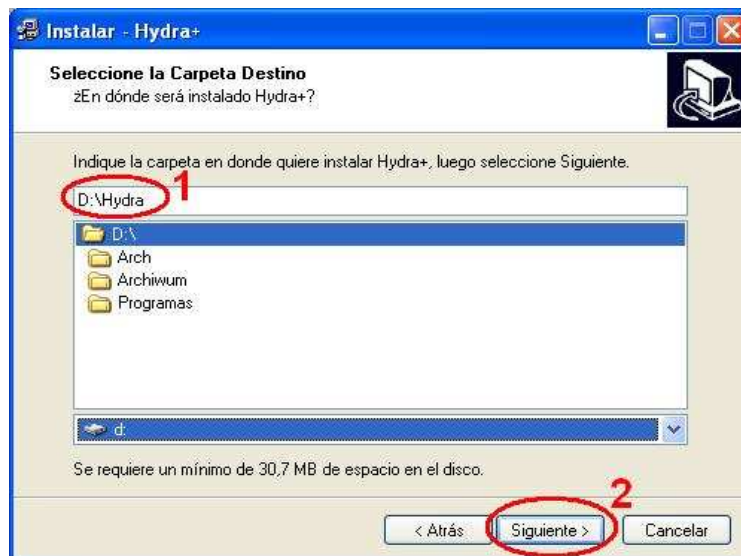 Instalar - Hydra+
Seleccione la Carpeta Destino
żEn dónde será instalado Hydra+?
Indique la carpeta en donde quiere instalar Hydra+, luego seleccione Siguiente.
1
D:\Hydra
D:\
Arch
Archiwum
Programas
d:
Se requiere un mínimo de 30,7 MB de espacio en el disco.
2
< Atrás Siguiente > Cancelar